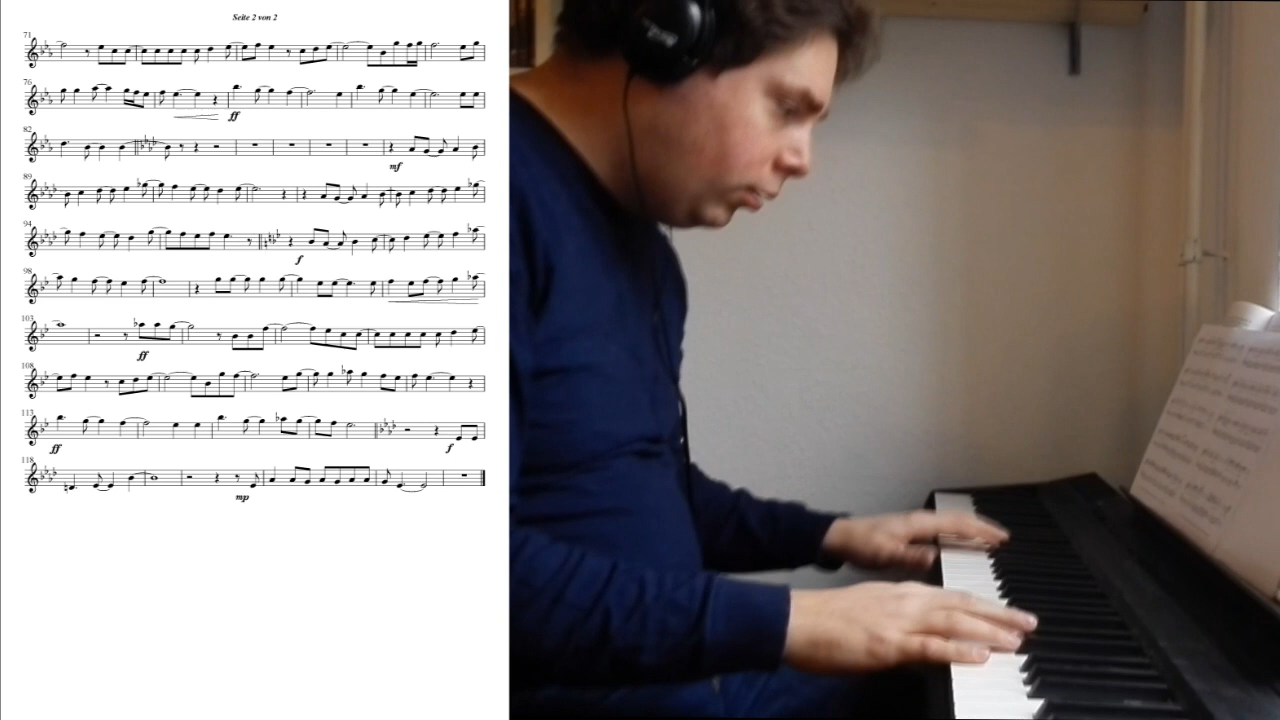 Seite 2 von 2
71
76
ff
82
mf
89
94
f
98
103
ff
108
113
ff
f
118
mp